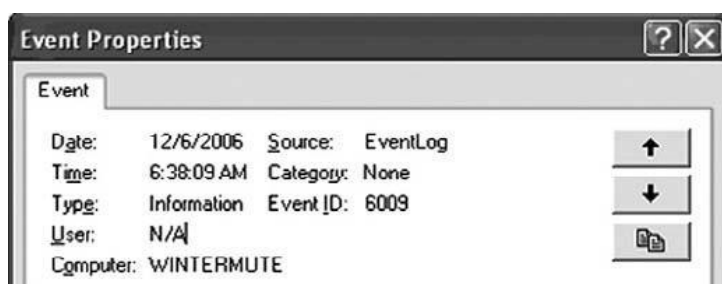 Event Properties
Event
Date: 12/6/2006 Source: EventLog
Time: 6:38:09 AM Category: None
Type: Information Event ID: 6009
User: N/A
Computer: WINTERMUTE